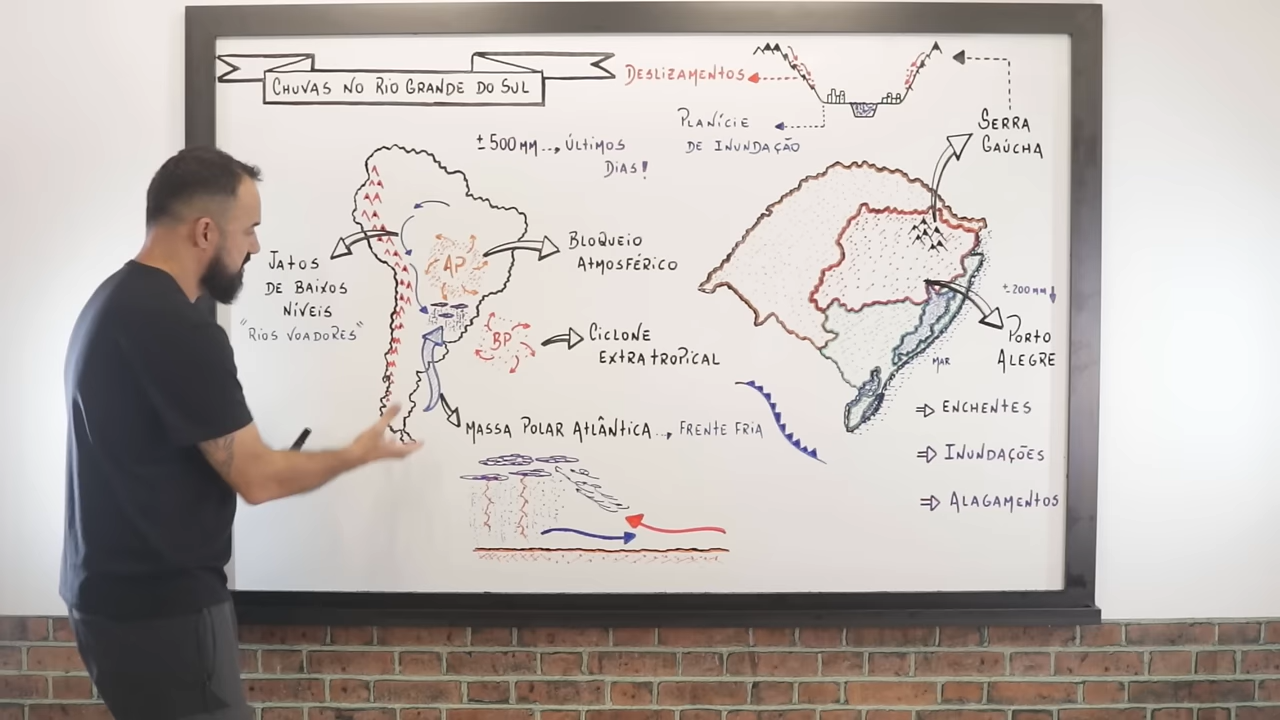 CHUVAS NO RIO GRANDE DO SUL
± 500 MM ... ÚLTIMOS
DIAS!
DESLIZAMENTOS
PLANÍCIE
DE INUNDAÇÃO
SERRA
GAÚCHA
JATOS
DE BAIXOS
NÍVEIS
"RIOS VOADORES"
AP
BLOQUEIO
ATMOSFÉRICO
BP
CICLONE
EXTRATROPICAL
MASSA POLAR ATLÂNTICA ... FRENTE FRIA
± 200 MM
PORTO
ALEGRE
MAR
ENCHENTES
INUNDAÇÕES
ALAGAMENTOS